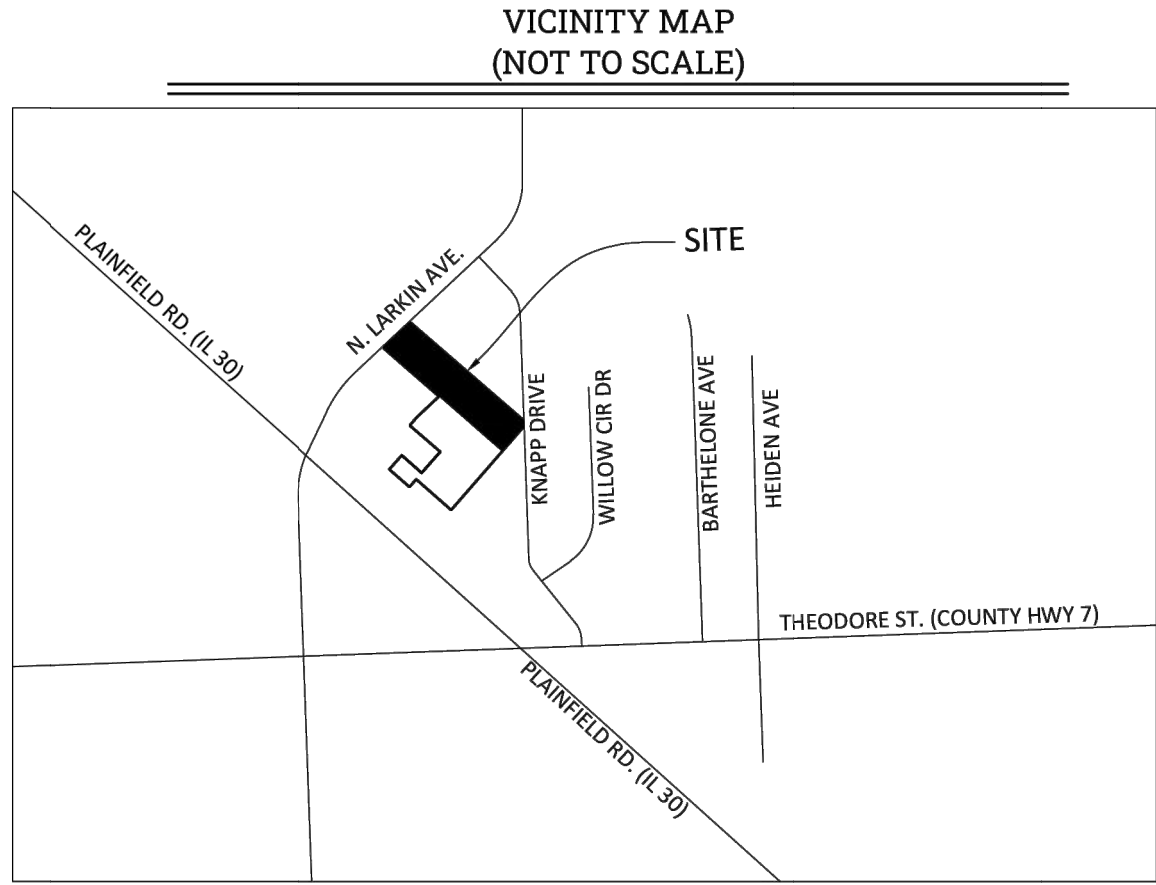 VICINITY MAP
(NOT TO SCALE)
SITE
PLAINFIELD RD. (IL 30)
N. LARKIN AVE.
KNAPP DRIVE
WILLOW CIR DR
BARTHELONE AVE
HEIDEN AVE
THEODORE ST. (COUNTY HWY 7)
PLAINFIELD RD. (IL 30)